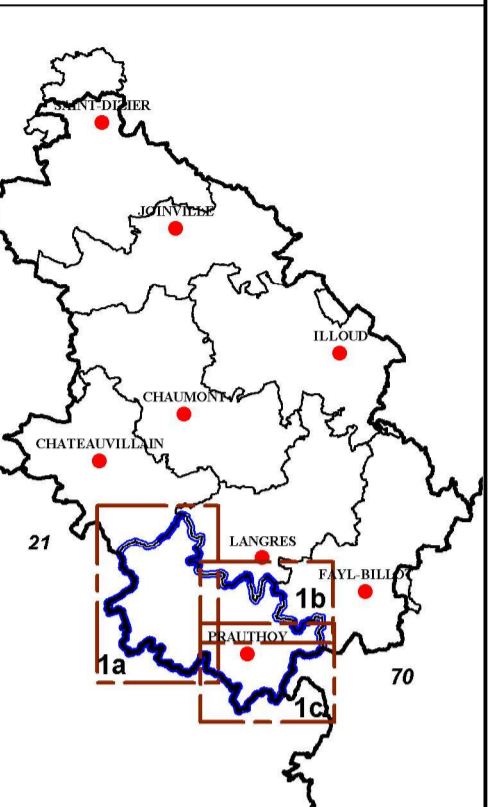 SAINT-DIZIER
JOINVILLE
ILLOUD
CHAUMONT
CHATEAUVILLAIN
21
LANGRES
FAYL-BILLOT
1b
PRAUTHOY
1a
70
1c